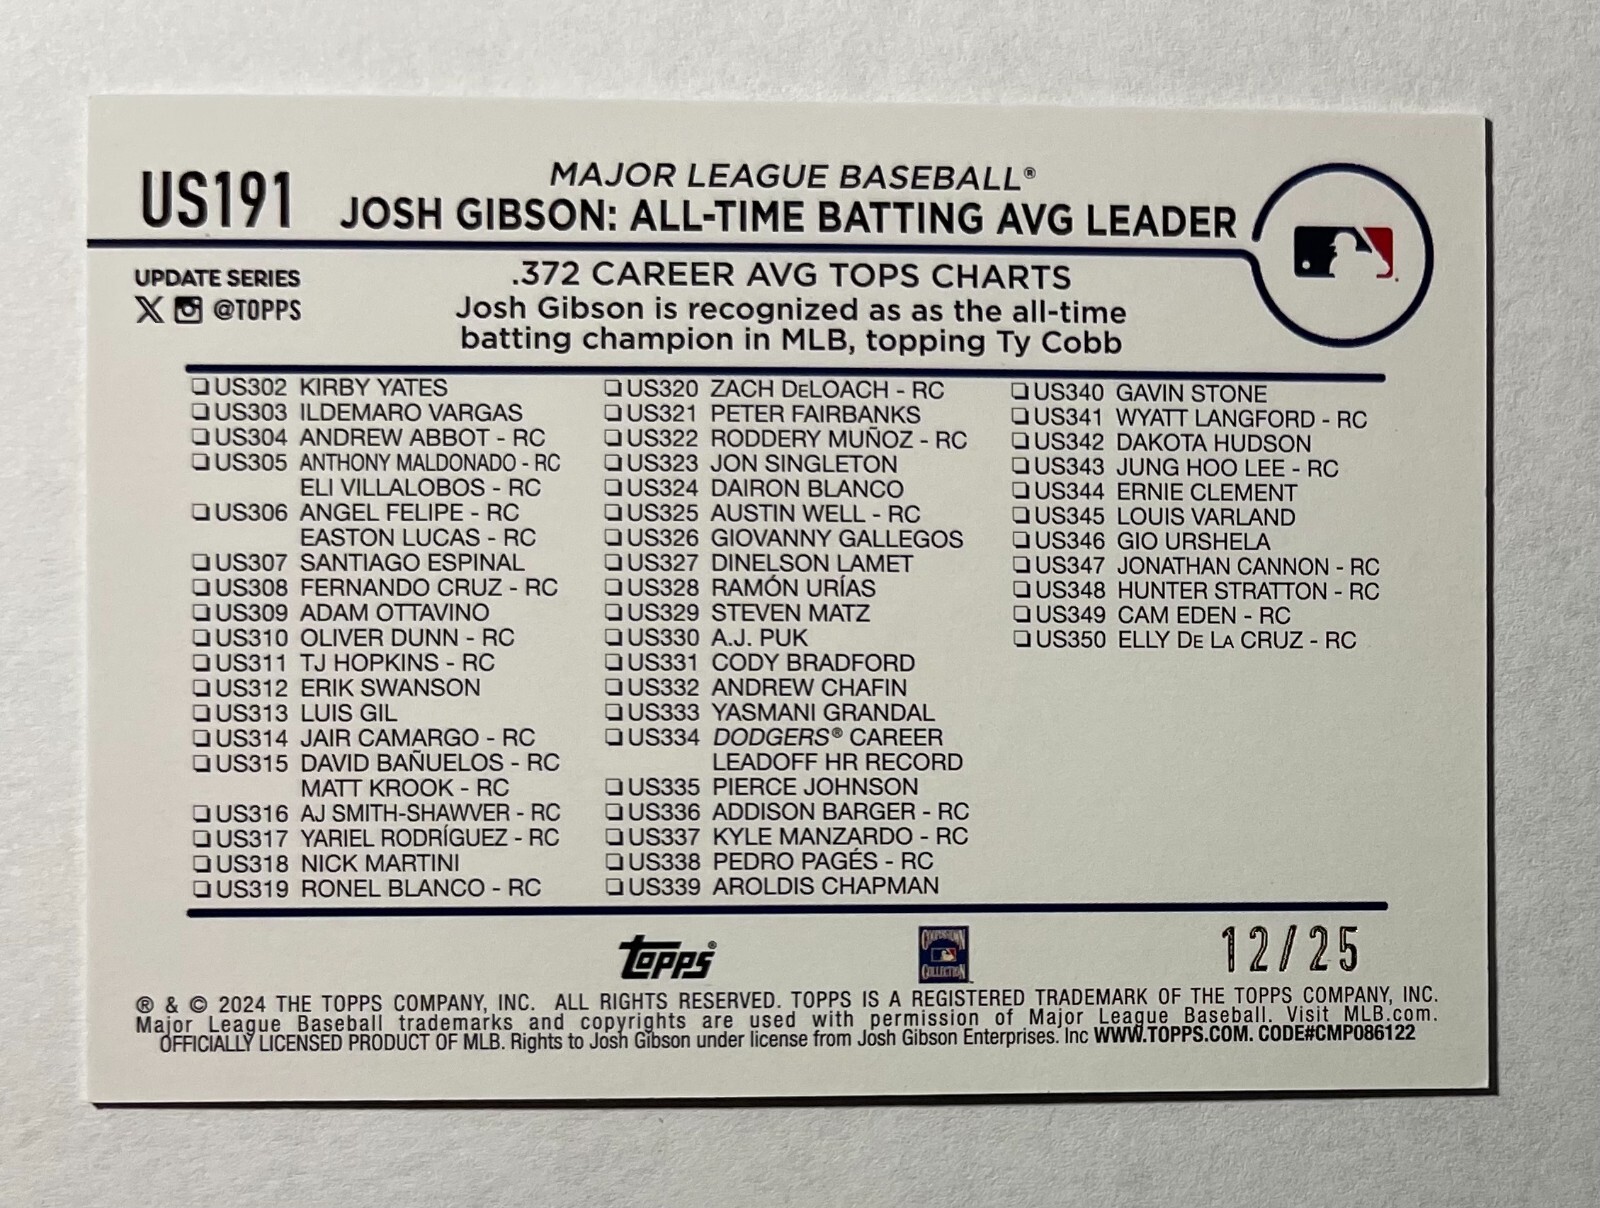 US191
MAJOR LEAGUE BASEBALL®
JOSH GIBSON: ALL-TIME BATTING AVG LEADER
UPDATE SERIES
@TOPPS
.372 CAREER AVG TOPS CHARTS
Josh Gibson is recognized as as the all-time
batting champion in MLB, topping Ty Cobb
US302 KIRBY YATES
US303 ILDEMARO VARGAS
US304 ANDREW ABBOT - RC
US305 ANTHONY MALDONADO - RC
ELI VILLALOBOS - RC
US306 ANGEL FELIPE - RC
EASTON LUCAS - RC
US307 SANTIAGO ESPINAL
US308 FERNANDO CRUZ - RC
US309 ADAM OTTAVINO
US310 OLIVER DUNN - RC
US311 TJ HOPKINS - RC
US312 ERIK SWANSON
US313 LUIS GIL
US314 JAIR CAMARGO - RC
US315 DAVID BAÑUELOS - RC
MATT KROOK - RC
US316 AJ SMITH-SHAWVER - RC
US317 YARIEL RODRÍGUEZ - RC
US318 NICK MARTINI
US319 RONEL BLANCO - RC
US320 ZACH DeLOACH - RC
US321 PETER FAIRBANKS
US322 RODDERY MUÑOZ - RC
US323 JON SINGLETON
US324 DAIRON BLANCO
US325 AUSTIN WELL - RC
US326 GIOVANNY GALLEGOS
US327 DINELSON LAMET
US328 RAMÓN URÍAS
US329 STEVEN MATZ
US330 A.J. PUK
US331 CODY BRADFORD
US332 ANDREW CHAFIN
US333 YASMANI GRANDAL
US334 DODGERS® CAREER
LEADOFF HR RECORD
US335 PIERCE JOHNSON
US336 ADDISON BARGER - RC
US337 KYLE MANZARDO - RC
US338 PEDRO PAGÉS - RC
US339 AROLDIS CHAPMAN
US340 GAVIN STONE
US341 WYATT LANGFORD - RC
US342 DAKOTA HUDSON
US343 JUNG HOO LEE - RC
US344 ERNIE CLEMENT
US345 LOUIS VARLAND
US346 GIO URSHELA
US347 JONATHAN CANNON - RC
US348 HUNTER STRATTON - RC
US349 CAM EDEN - RC
US350 ELLY De La CRUZ - RC
Topps®
COOPERSTOWN
COLLECTION
12/25
® & © 2024 THE TOPPS COMPANY, INC. ALL RIGHTS RESERVED. TOPPS IS A REGISTERED TRADEMARK OF THE TOPPS COMPANY, INC.
Major League Baseball trademarks and copyrights are used with permission of Major League Baseball. Visit MLB.com.
OFFICIALLY LICENSED PRODUCT OF MLB. Rights to Josh Gibson under license from Josh Gibson Enterprises. Inc WWW.TOPPS.COM. CODE#CMP086122